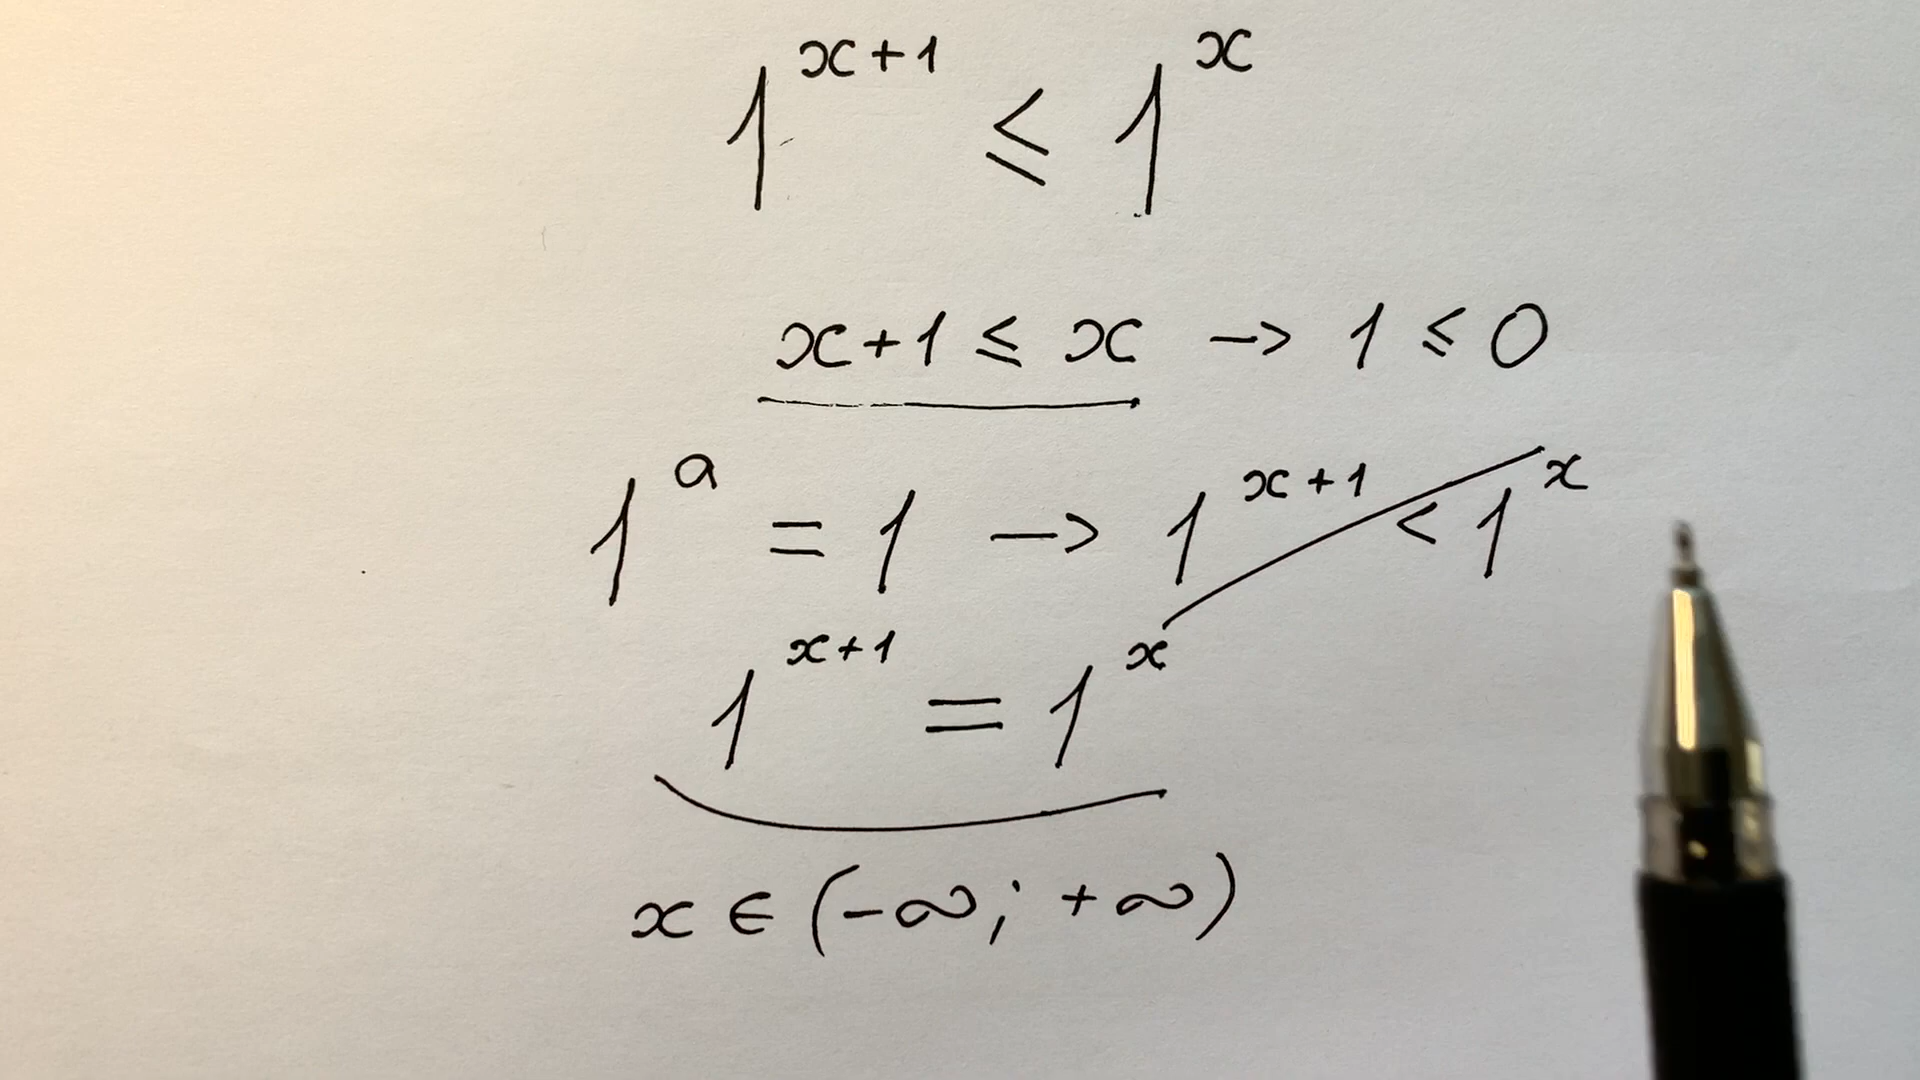 1^{x+1} ≤ 1^x
x+1 ≤ x → 1 ≤ 0
1^a = 1 → 1^{x+1} < 1^x
1^{x+1} = 1^x
x ∈ (-∞; +∞)